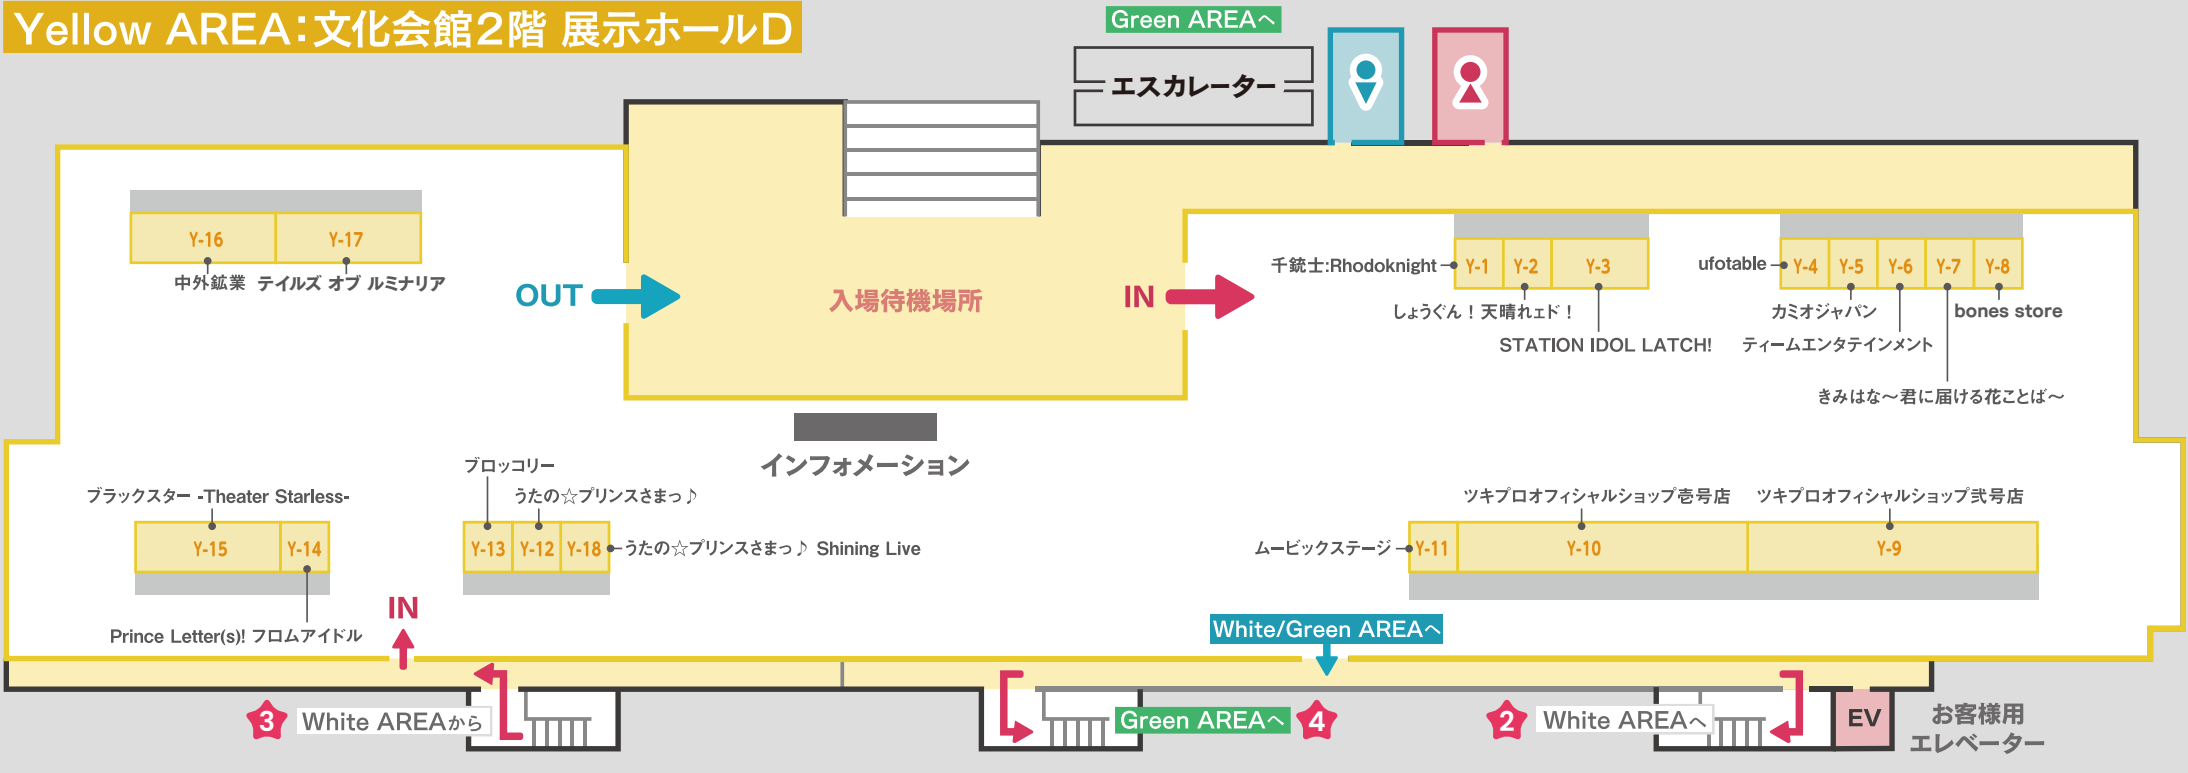 Yellow AREA：文化会館2階 展示ホールD
Green AREAへ
エスカレーター
Y-16
Y-17
中外鉱業
テイルズ オブ ルミナリア
OUT
入場待機場所
IN
千銃士:Rhodoknight
Y-1
Y-2
Y-3
しょうぐん！天晴れェド！
STATION IDOL LATCH!
ufotable
Y-4
Y-5
Y-6
Y-7
Y-8
カミオジャパン
bones store
ティームエンタテインメント
きみはな～君に届ける花ことば～
インフォメーション
ブラックスター -Theater Starless-
Y-15
Y-14
Prince Letter(s)! フロムアイドル
ブロッコリー
うたの☆プリンスさまっ♪
Y-13
Y-12
Y-18
うたの☆プリンスさまっ♪ Shining Live
ツキプロオフィシャルショップ壱号店
ツキプロオフィシャルショップ弐号店
ムービックステージ
Y-11
Y-10
Y-9
IN
White/Green AREAへ
3
White AREAから
Green AREAへ
4
2
White AREAへ
EV
お客様用
エレベーター